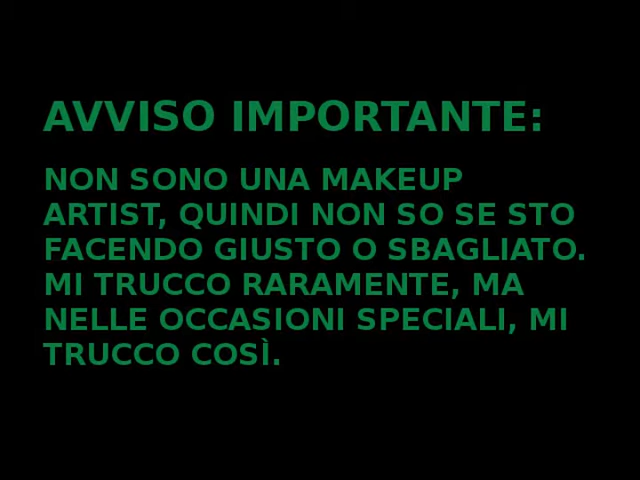 AVVISO IMPORTANTE:
NON SONO UNA MAKEUP
ARTIST, QUINDI NON SO SE STO
FACENDO GIUSTO O SBAGLIATO.
MI TRUCCO RARAMENTE, MA
NELLE OCCASIONI SPECIALI, MI
TRUCCO COSÌ.